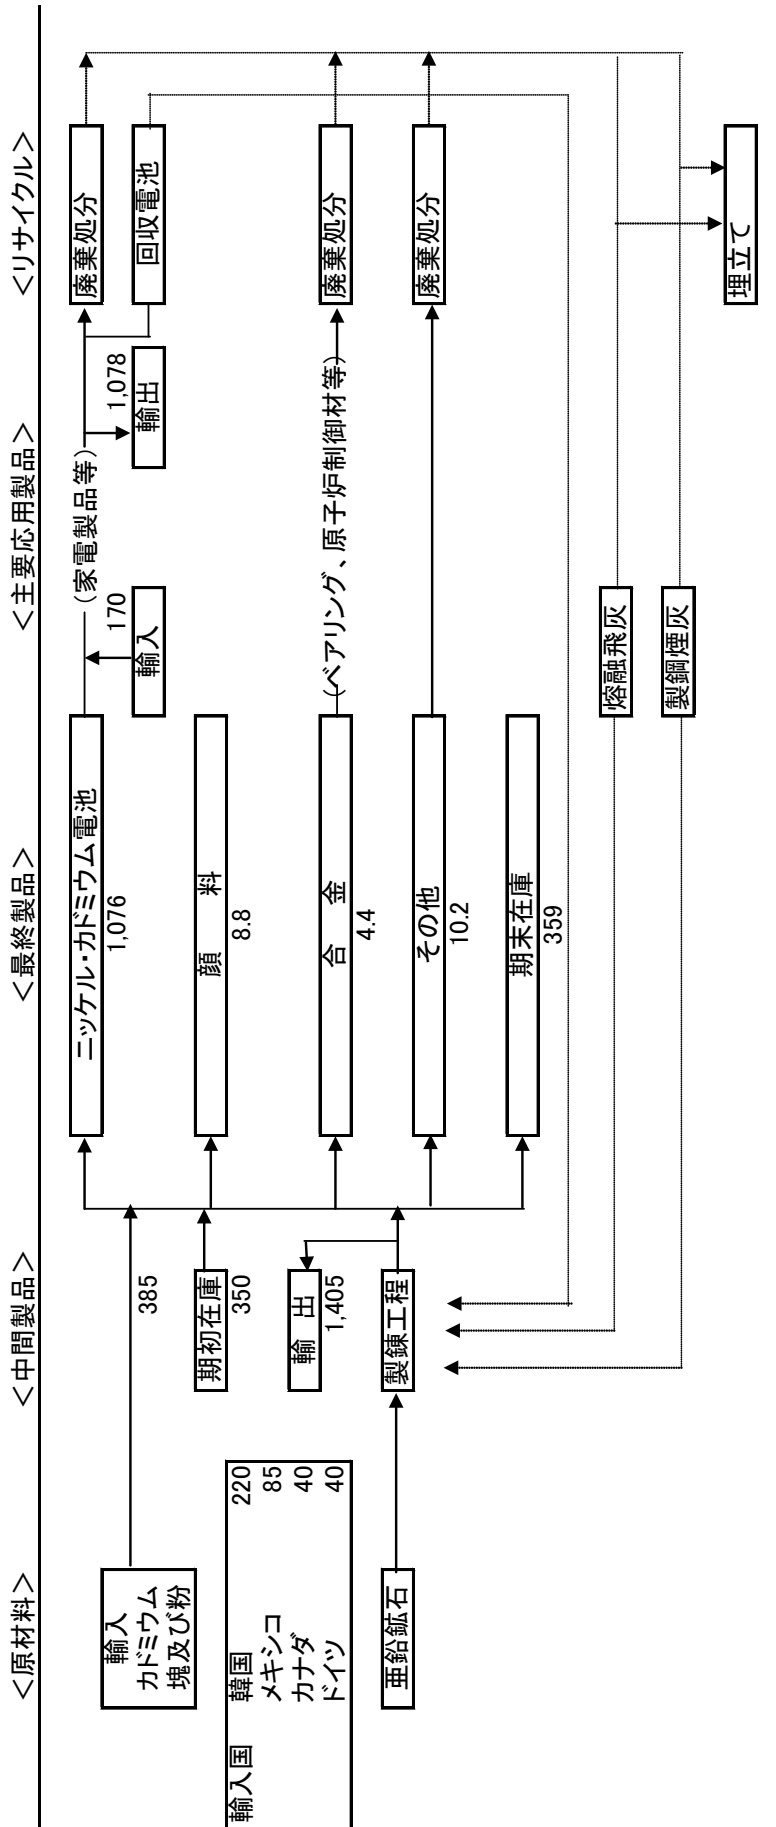 ＜原材料＞
＜中間製品＞
＜最終製品＞
＜主要応用製品＞
＜リサイクル＞
輸入
カドミウム
塊及び粉
385
輸入国 韓国 220
メキシコ 85
カナダ 40
ドイツ 40
亜鉛鉱石
期初在庫
350
輸 出
1,405
製錬工程
ニッケル・カドミウム電池
1,076
顔 料
8.8
合 金
4.4
その他
10.2
期末在庫
359
輸入
170
（家電製品等）
輸出
1,078
（ベアリング、原子炉制御材等）
熔融飛灰
製鋼煙灰
廃棄処分
回収電池
廃棄処分
廃棄処分
埋立て